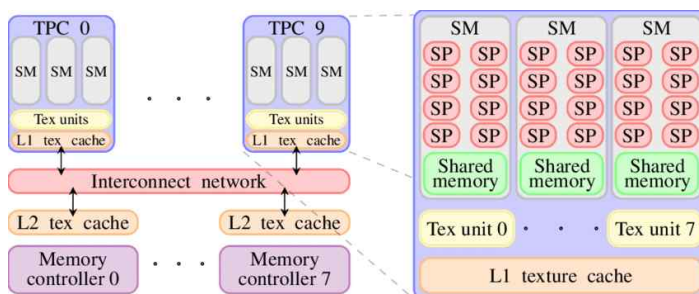 TPC 0
SM SM SM
Tex units
L1 tex cache
. . .
TPC 9
SM SM SM
Tex units
L1 tex cache
Interconnect network
L2 tex cache
L2 tex cache
Memory
controller 0
. . .
Memory
controller 7
SM SM SM
SP SP SP SP SP SP
SP SP SP SP SP SP
SP SP SP SP SP SP
SP SP SP SP SP SP
Shared
memory
Shared
memory
Shared
memory
Tex unit 0 . . . Tex unit 7
L1 texture cache